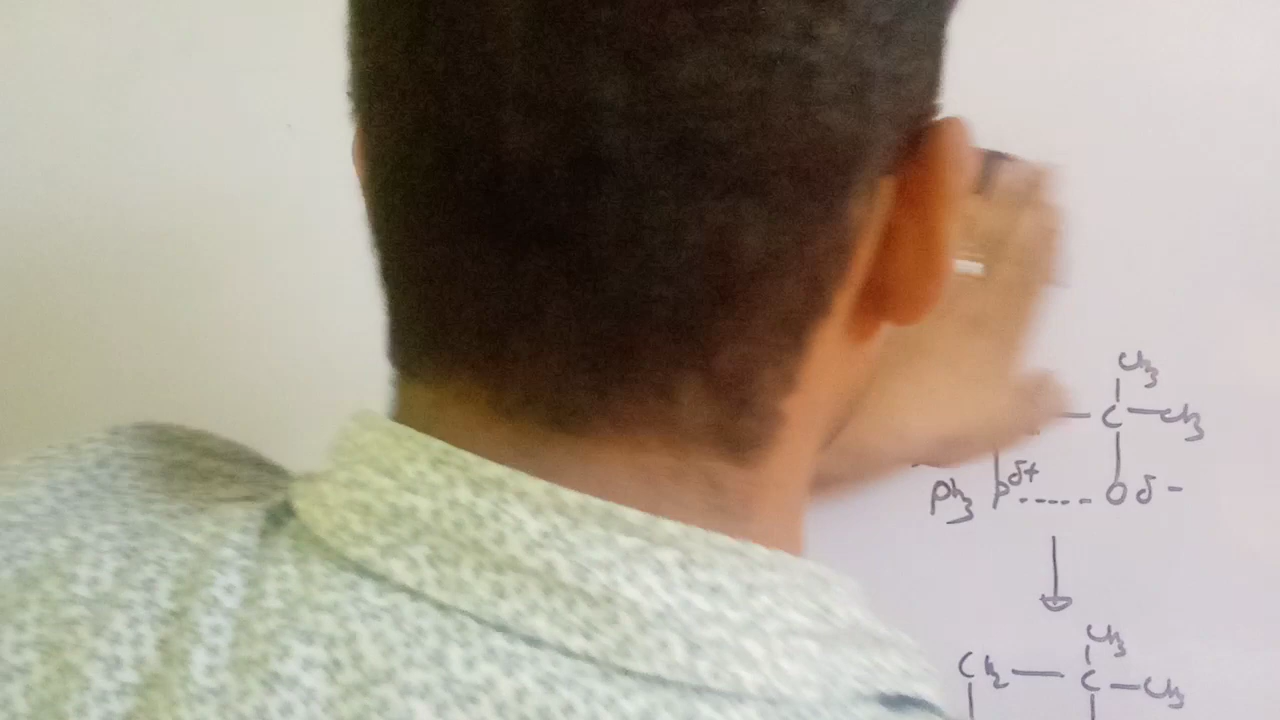 CH3
C — CH3
Ph3 P δ+ ----- O δ -
CH3
CH2 — C — CH3